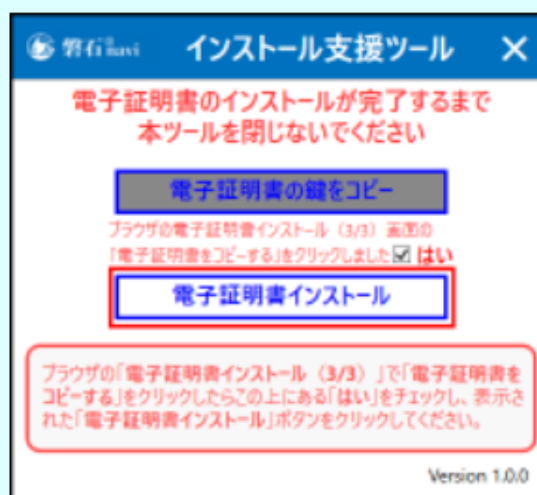 磐石navi インストール支援ツール ×
電子証明書のインストールが完了するまで
本ツールを閉じないでください
電子証明書の鍵をコピー
ブラウザの電子証明書インストール（3/3）画面の
「電子証明書をコピーする」をクリックしました はい
電子証明書インストール
ブラウザの「電子証明書インストール（3/3）」で「電子証明書を
コピーする」をクリックしたらこの上にある「はい」をチェックし、表示さ
れた「電子証明書インストール」ボタンをクリックしてください。
Version 1.0.0